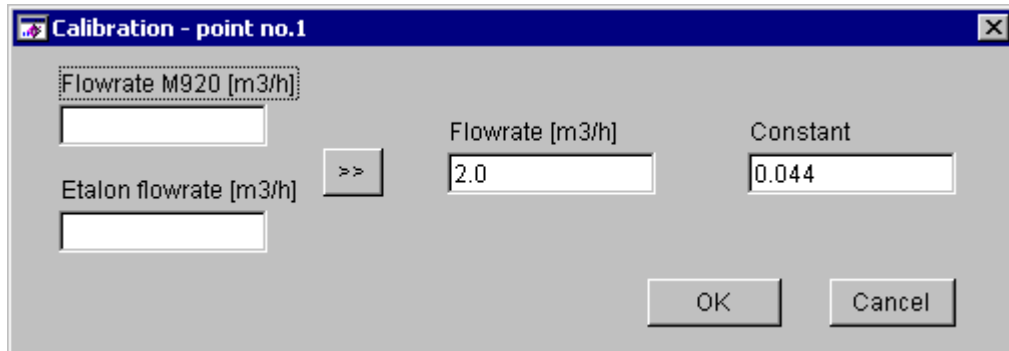 Calibration - point no.1
Flowrate M920 [m3/h]
Etalon flowrate [m3/h]
>>
Flowrate [m3/h]
2.0
Constant
0.044
OK
Cancel